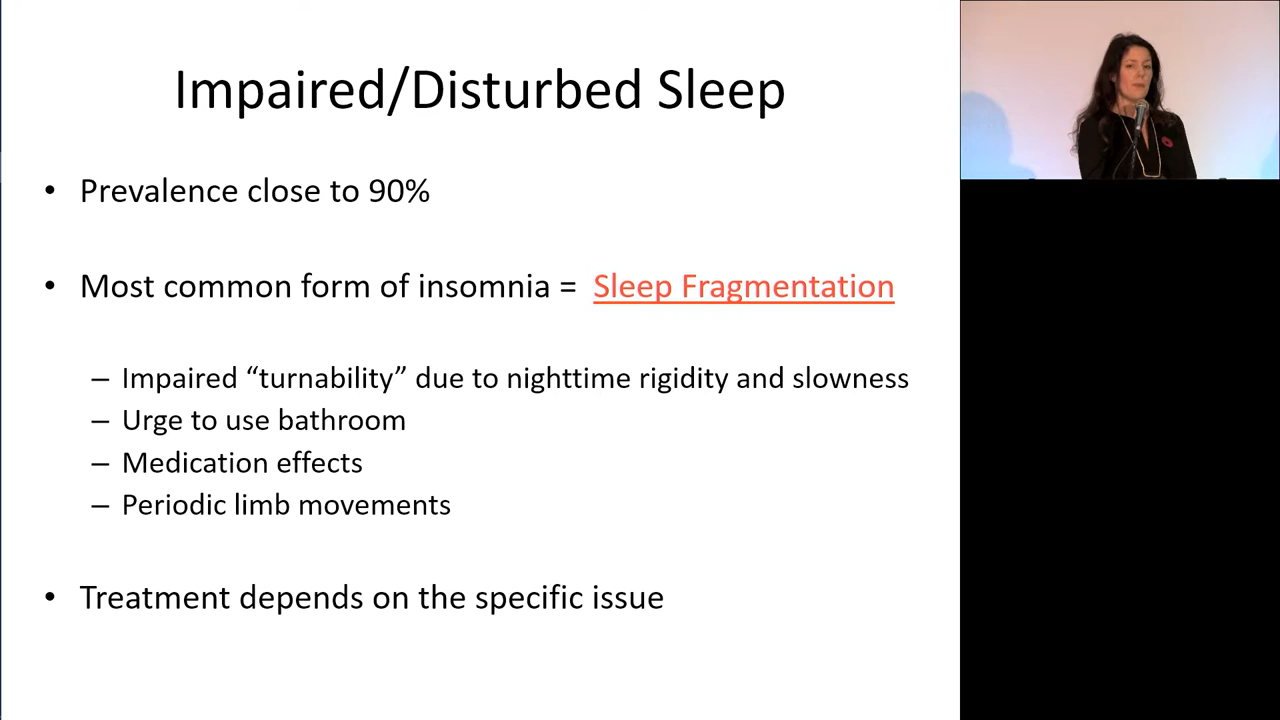 Impaired/Disturbed Sleep
• Prevalence close to 90%
• Most common form of insomnia = Sleep Fragmentation
– Impaired “turnability” due to nighttime rigidity and slowness
– Urge to use bathroom
– Medication effects
– Periodic limb movements
• Treatment depends on the specific issue